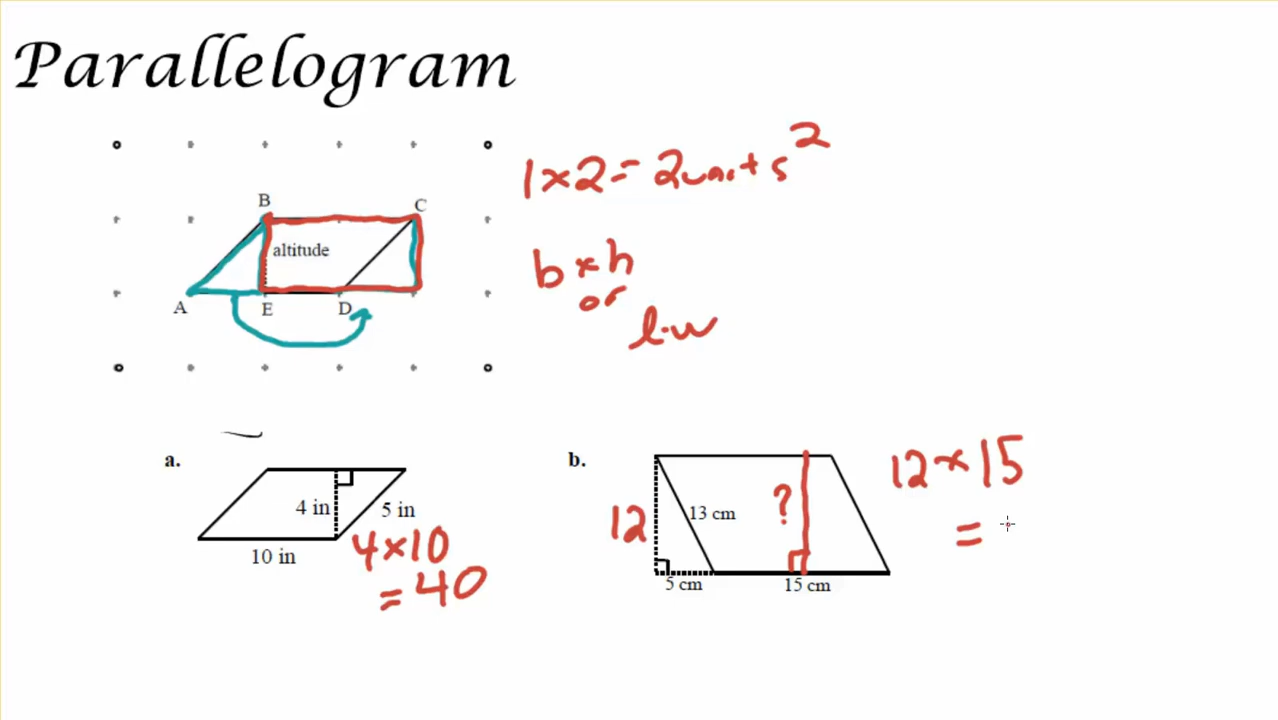 Parallelogram
1×2=2units²
B
C
altitude
b×h
or
l·w
A
E
D
a.
4 in
5 in
10 in
4×10
=40
b.
12×15
=
12
13 cm
?
5 cm
15 cm